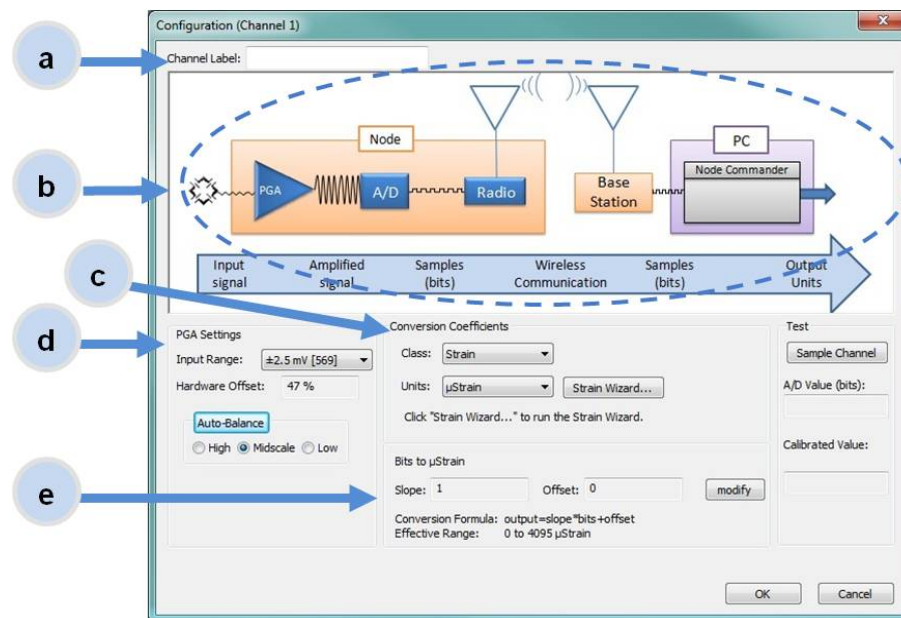 Configuration (Channel 1)
a
Channel Label:
Node
PC
b
PGA
A/D
Radio
Base
Station
Node Commander
c
Input
signal
Amplified
signal
Samples
(bits)
Wireless
Communication
Samples
(bits)
Output
Units
d
PGA Settings
Input Range: ±2.5 mV [569]
Hardware Offset: 47 %
Auto-Balance
High Midscale Low
Conversion Coefficients
Class: Strain
Units: µStrain Strain Wizard...
Click "Strain Wizard..." to run the Strain Wizard.
Test
Sample Channel
A/D Value (bits):
Calibrated Value:
e
Bits to µStrain
Slope: 1 Offset: 0 modify
Conversion Formula: output=slope*bits+offset
Effective Range: 0 to 4095 µStrain
OK Cancel